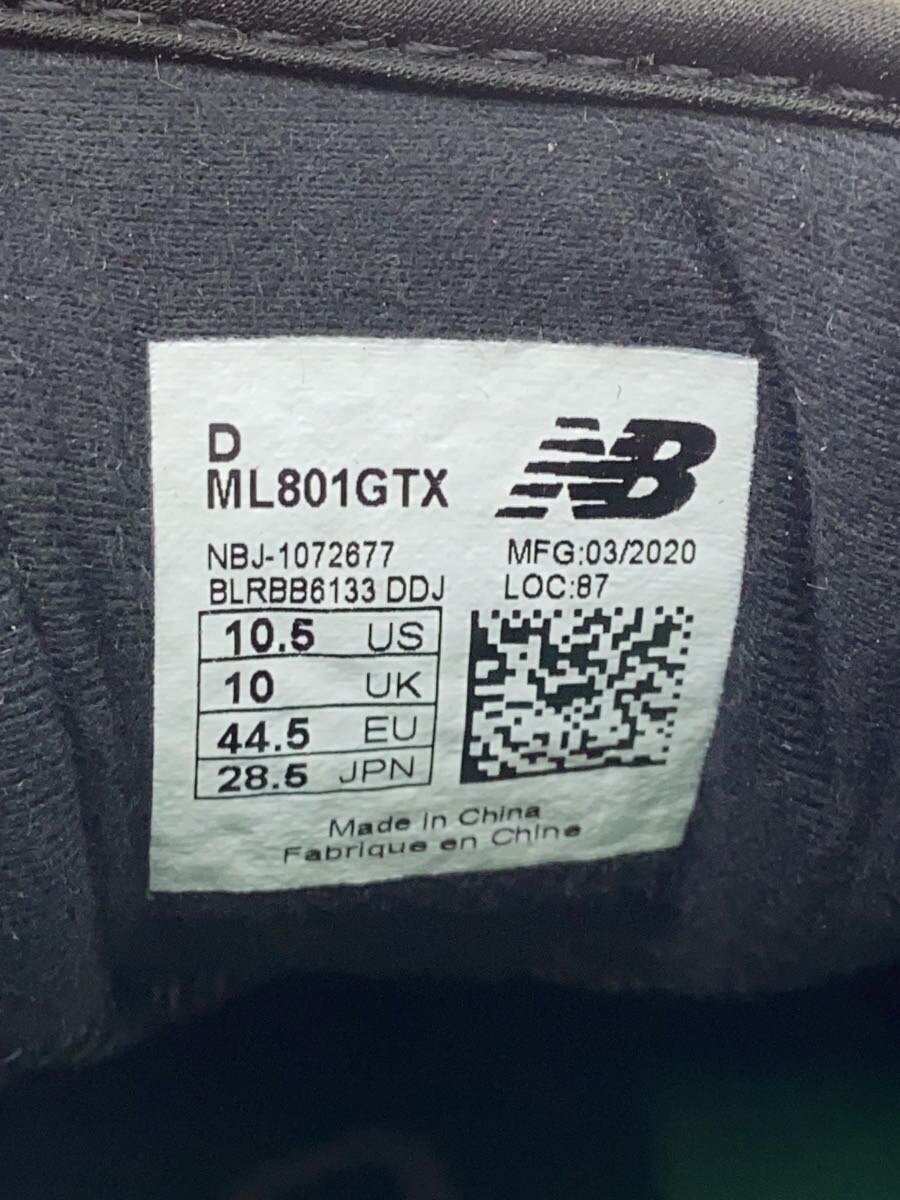 D
ML801GTX
NB
NBJ-1072677
MFG:03/2020
BLRBB6133 DDJ
LOC:87
10.5 US
10 UK
44.5 EU
28.5 JPN
Made in China
Fabrique en Chine